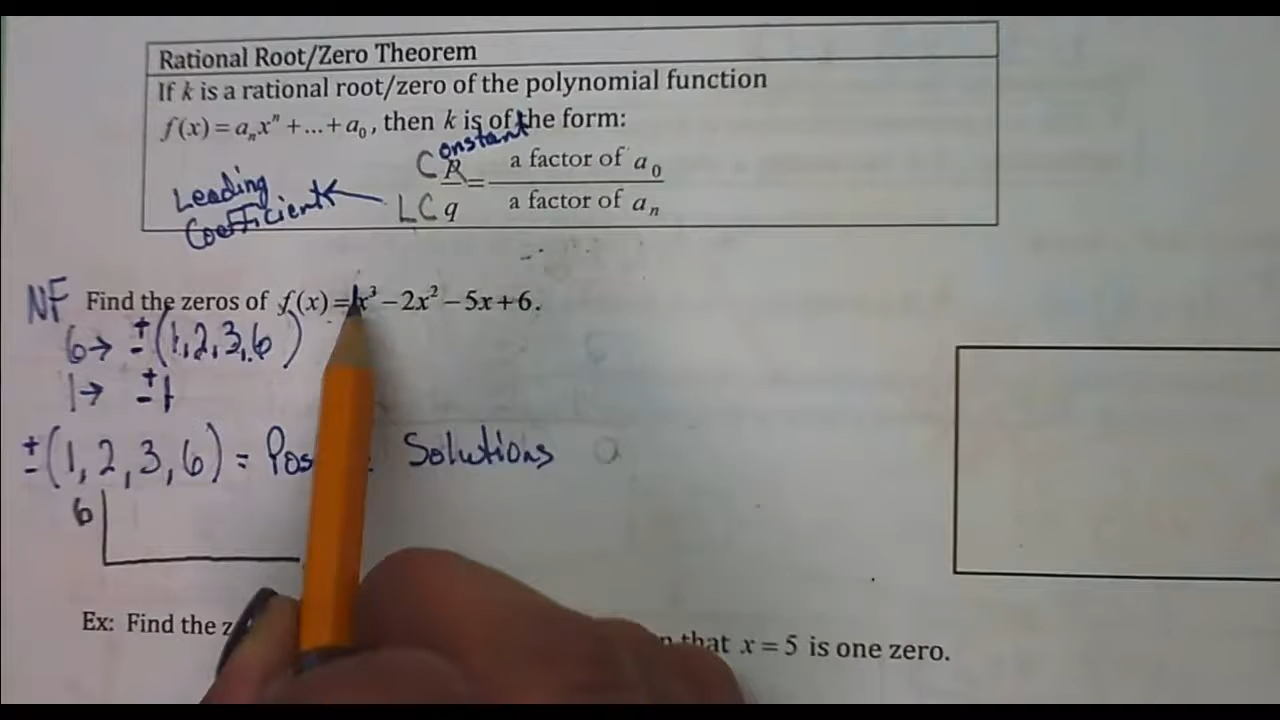 Rational Root/Zero Theorem
If k is a rational root/zero of the polynomial function
f(x) = aₙxⁿ + ... + a₀, then k is of the form:
Constant
p = a factor of a₀
LC q a factor of aₙ
Leading
Coefficient
NF Find the zeros of f(x) = 1x³ − 2x² − 5x + 6.
6 → ± (1, 2, 3, 6)
1 → ± 1
± (1, 2, 3, 6) = Pos Solutions
6
Ex: Find the z that x = 5 is one zero.